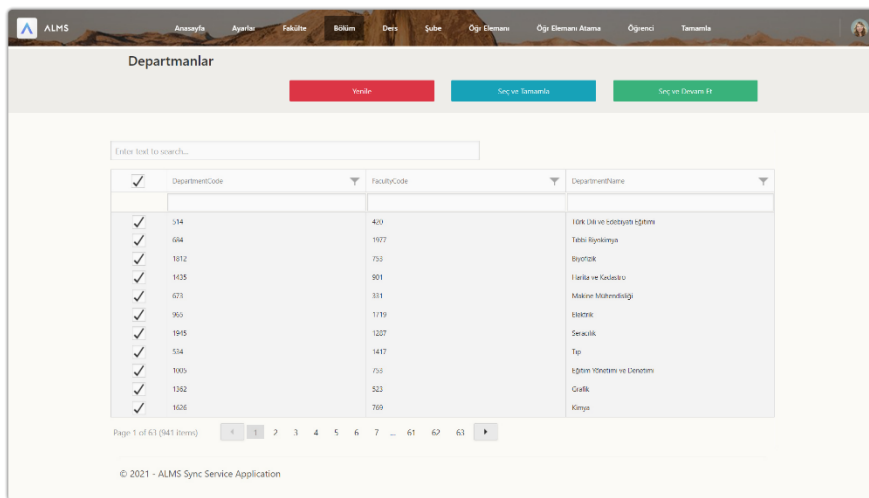 ALMS Anasayfa Ayarlar Fakülte Bölüm Ders Şube Öğr Elemanı Öğr Elemanı Atama Öğrenci Tamamla
Departmanlar
Yenile Seç ve Tamamla Seç ve Devam Et
Enter text to search...
DepartmentCode FacultyCode DepartmentName
514 420 Türk Dili ve Edebiyatı Eğitimi
684 1977 Tıbbi Biyokimya
1812 753 Biyofizik
1435 901 Harita ve Kadastro
673 331 Makine Mühendisliği
965 1719 Elektrik
1945 1287 Seracılık
534 1417 Tıp
1005 753 Eğitim Yönetimi ve Denetimi
1362 523 Grafik
1626 769 Kimya
Page 1 of 63 (941 items) 1 2 3 4 5 6 7 ... 61 62 63
© 2021 - ALMS Sync Service Application